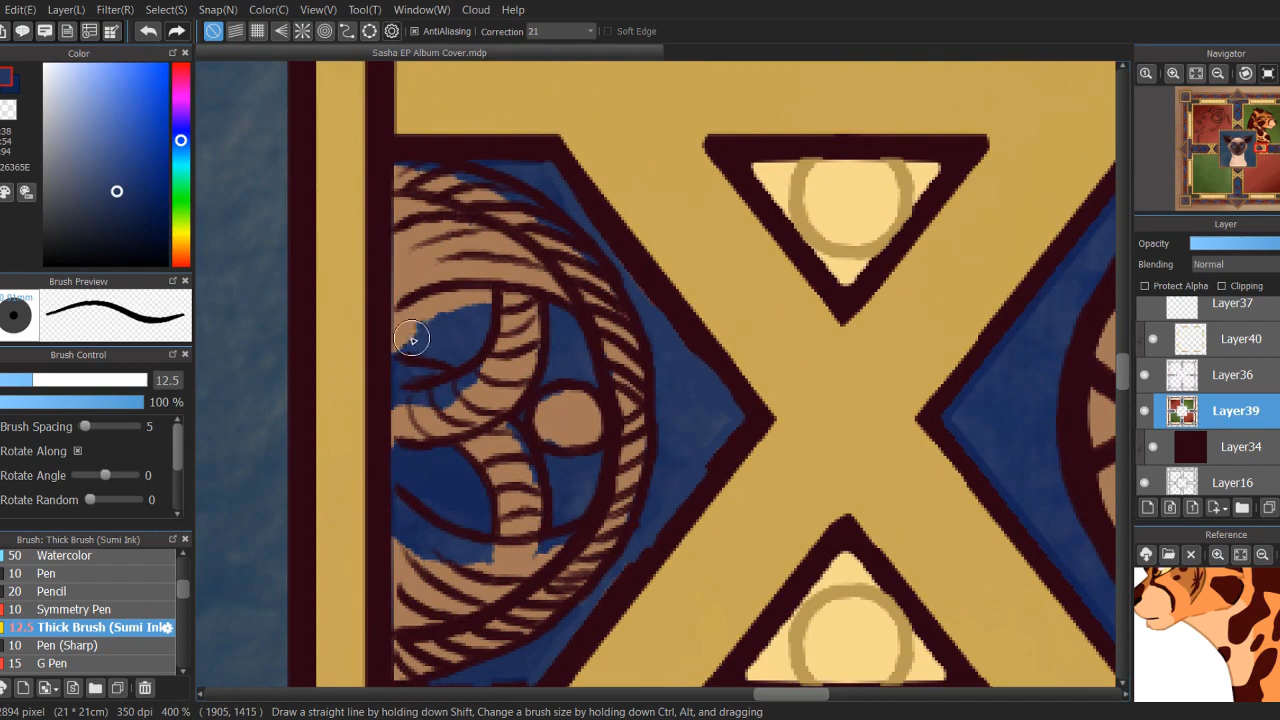 Edit(E) Layer(L) Filter(R) Select(S) Snap(N) Color(C) View(V) Tool(T) Window(W) Cloud Help
AntiAliasing Correction 21 Soft Edge
Color
Sasha EP Album Cover.mdp
Navigator
:38
:54
:94
26365E
Layer
Opacity
Blending Normal
Protect Alpha Clipping
Brush Preview
Layer37
Layer40
Brush Control
Layer36
12.5
100 %
Layer39
Brush Spacing 5
Layer34
Rotate Along
Rotate Angle 0
Layer16
Rotate Random 0
Brush: Thick Brush (Sumi Ink)
Reference
50 Watercolor
10 Pen
20 Pencil
10 Symmetry Pen
12.5 Thick Brush (Sumi Ink
10 Pen (Sharp)
15 G Pen
2894 pixel (21 * 21cm) 350 dpi 400 % ( 1905, 1415 ) Draw a straight line by holding down Shift, Change a brush size by holding down Ctrl, Alt, and dragging